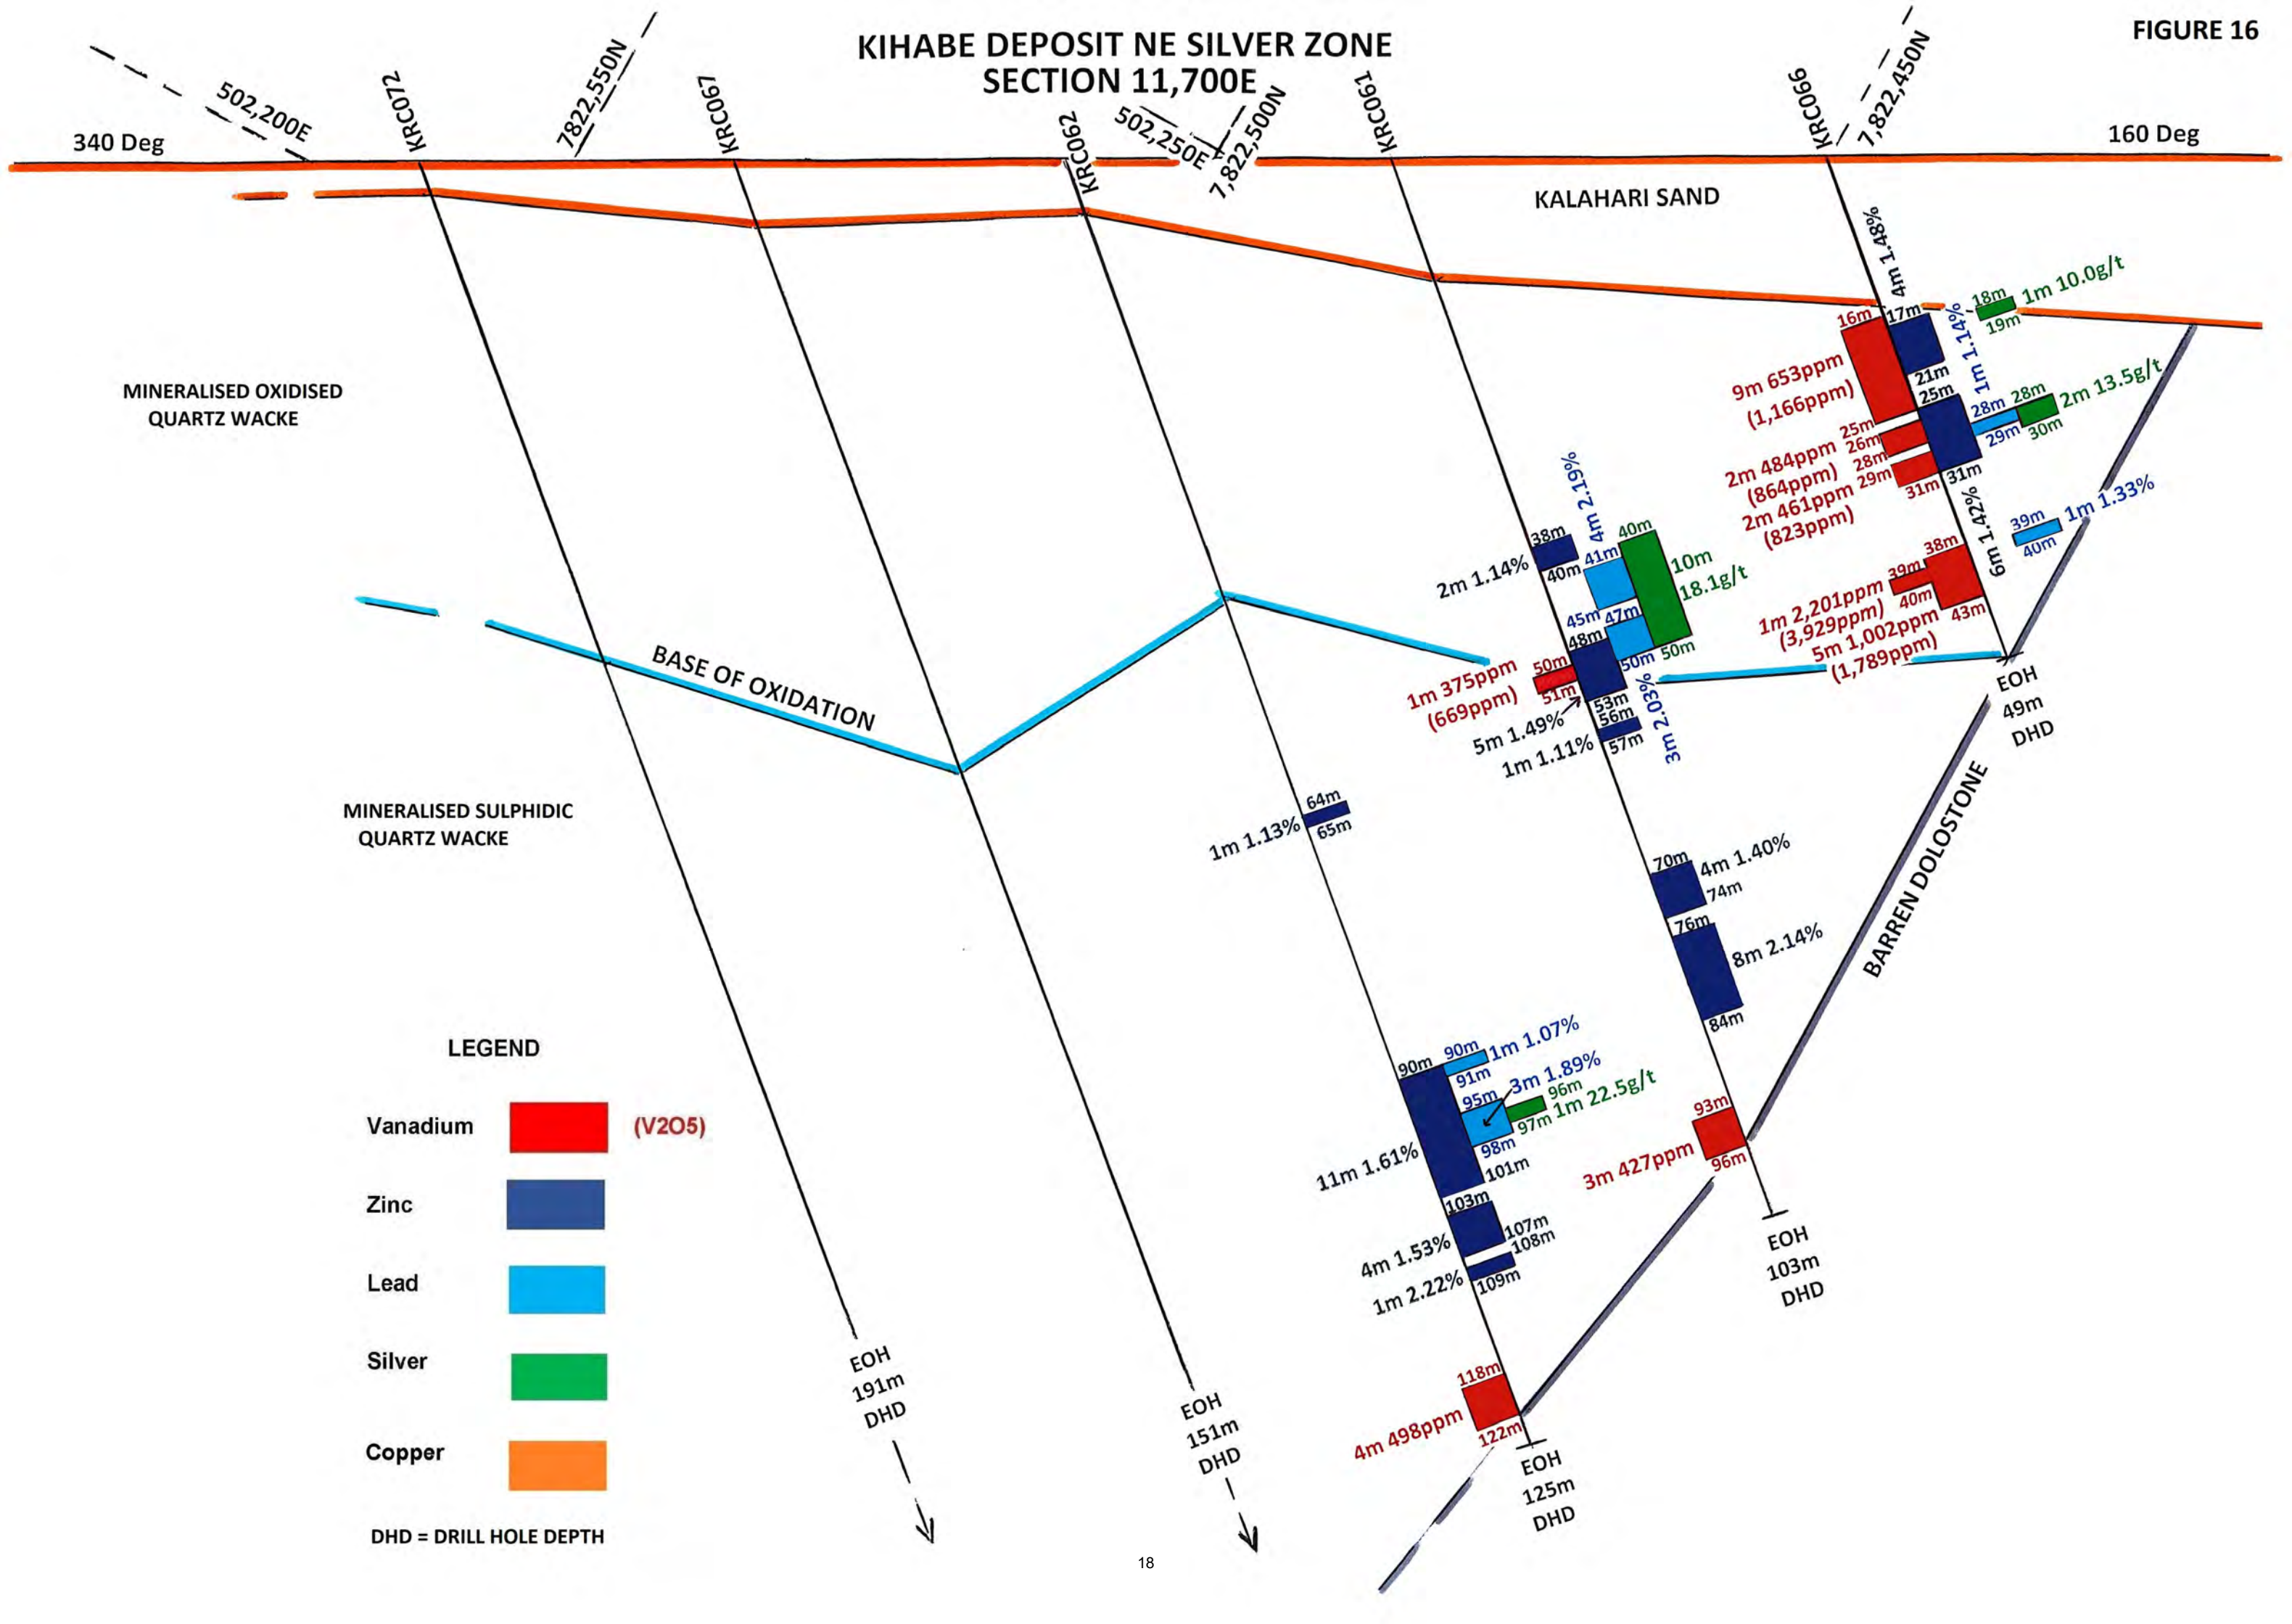 FIGURE 16
KIHABE DEPOSIT NE SILVER ZONE
SECTION 11,700E
340 Deg
502,200E
KRC072
7822,550N
KRC067
KRC062
KRC062
502,250E
7,822,500N
KRC061
KRC066
7,822,450N
160 Deg
KALAHARI SAND
MINERALISED OXIDISED
QUARTZ WACKE
BASE OF OXIDATION
MINERALISED SULPHIDIC
QUARTZ WACKE
BARREN DOLOSTONE
4m 1.48%
16m
17m
18m
1m 10.0g/t
19m
9m 653ppm
(1,166ppm)
21m
1m 1.14%
25m
25m
28m
28m
2m 13.5g/t
29m
30m
2m 484ppm
(864ppm)
26m
28m
2m 461ppm
(823ppm)
29m
31m
31m
6m 1.42%
39m
1m 1.33%
40m
38m
39m
1m 2,201ppm
(3,929ppm)
40m
5m 1,002ppm
(1,789ppm)
43m
EOH
49m
DHD
38m
2m 1.14%
40m
4m 2.19%
41m
40m
10m
18.1g/t
45m
47m
48m
50m
50m
50m
1m 375ppm
(669ppm)
51m
5m 1.49%
53m
3m 2.03%
56m
1m 1.11%
57m
70m
4m 1.40%
74m
76m
8m 2.14%
84m
93m
3m 427ppm
96m
EOH
103m
DHD
64m
1m 1.13%
65m
90m
90m
1m 1.07%
91m
3m 1.89%
95m
96m
1m 22.5g/t
97m
98m
11m 1.61%
101m
103m
4m 1.53%
107m
108m
1m 2.22%
109m
118m
4m 498ppm
122m
EOH
125m
DHD
EOH
191m
DHD
EOH
151m
DHD
LEGEND
Vanadium (V2O5)
Zinc
Lead
Silver
Copper
DHD = DRILL HOLE DEPTH
18